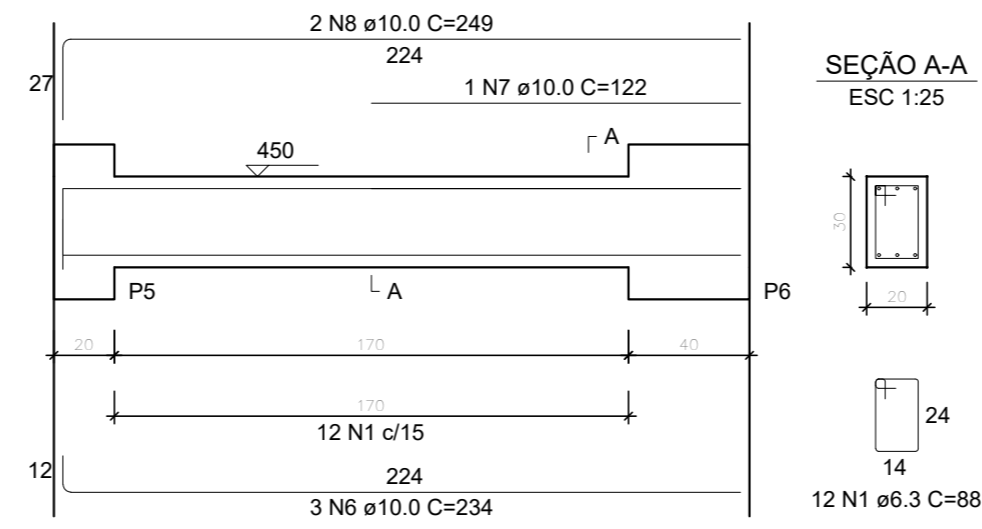 2 N8 ø10.0 C=249
224
27
1 N7 ø10.0 C=122
A
450
A
P5
P6
20
170
40
170
12 N1 c/15
12
224
3 N6 ø10.0 C=234
SEÇÃO A-A
ESC 1:25
30
20
24
14
12 N1 ø6.3 C=88